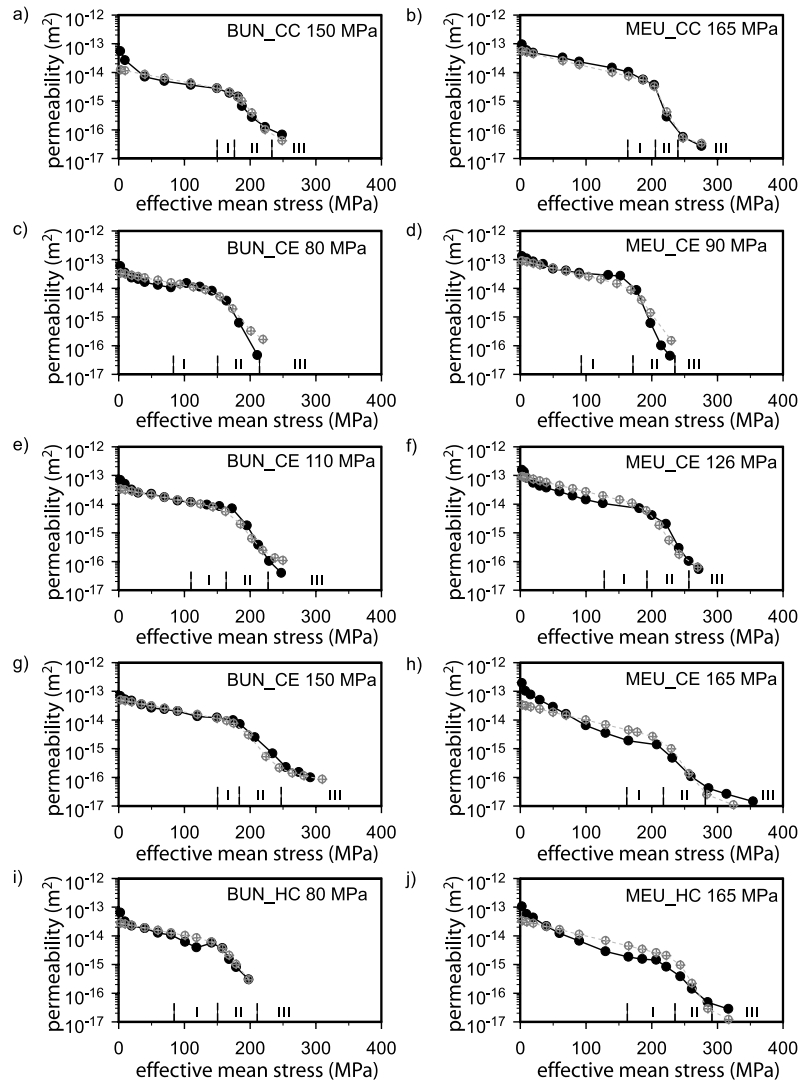 a) BUN_CC 150 MPa
permeability (m²)
10⁻¹²
10⁻¹³
10⁻¹⁴
10⁻¹⁵
10⁻¹⁶
10⁻¹⁷
I II III
0 100 200 300 400
effective mean stress (MPa)
b) MEU_CC 165 MPa
permeability (m²)
10⁻¹²
10⁻¹³
10⁻¹⁴
10⁻¹⁵
10⁻¹⁶
10⁻¹⁷
I II III
0 100 200 300 400
effective mean stress (MPa)
c) BUN_CE 80 MPa
permeability (m²)
10⁻¹²
10⁻¹³
10⁻¹⁴
10⁻¹⁵
10⁻¹⁶
10⁻¹⁷
I II III
0 100 200 300 400
effective mean stress (MPa)
d) MEU_CE 90 MPa
permeability (m²)
10⁻¹²
10⁻¹³
10⁻¹⁴
10⁻¹⁵
10⁻¹⁶
10⁻¹⁷
I II III
0 100 200 300 400
effective mean stress (MPa)
e) BUN_CE 110 MPa
permeability (m²)
10⁻¹²
10⁻¹³
10⁻¹⁴
10⁻¹⁵
10⁻¹⁶
10⁻¹⁷
I II III
0 100 200 300 400
effective mean stress (MPa)
f) MEU_CE 126 MPa
permeability (m²)
10⁻¹²
10⁻¹³
10⁻¹⁴
10⁻¹⁵
10⁻¹⁶
10⁻¹⁷
I II III
0 100 200 300 400
effective mean stress (MPa)
g) BUN_CE 150 MPa
permeability (m²)
10⁻¹²
10⁻¹³
10⁻¹⁴
10⁻¹⁵
10⁻¹⁶
10⁻¹⁷
I II III
0 100 200 300 400
effective mean stress (MPa)
h) MEU_CE 165 MPa
permeability (m²)
10⁻¹²
10⁻¹³
10⁻¹⁴
10⁻¹⁵
10⁻¹⁶
10⁻¹⁷
I II III
0 100 200 300 400
effective mean stress (MPa)
i) BUN_HC 80 MPa
permeability (m²)
10⁻¹²
10⁻¹³
10⁻¹⁴
10⁻¹⁵
10⁻¹⁶
10⁻¹⁷
I II III
0 100 200 300 400
effective mean stress (MPa)
j) MEU_HC 165 MPa
permeability (m²)
10⁻¹²
10⁻¹³
10⁻¹⁴
10⁻¹⁵
10⁻¹⁶
10⁻¹⁷
I II III
0 100 200 300 400
effective mean stress (MPa)